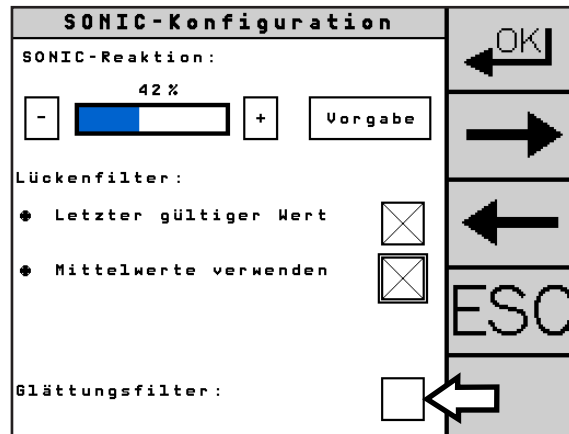 SONIC-Konfiguration
OK
SONIC-Reaktion:
42%
- + Vorgabe
Lückenfilter:
Letzter gültiger Wert
Mittelwerte verwenden
ESC
Glättungsfilter: